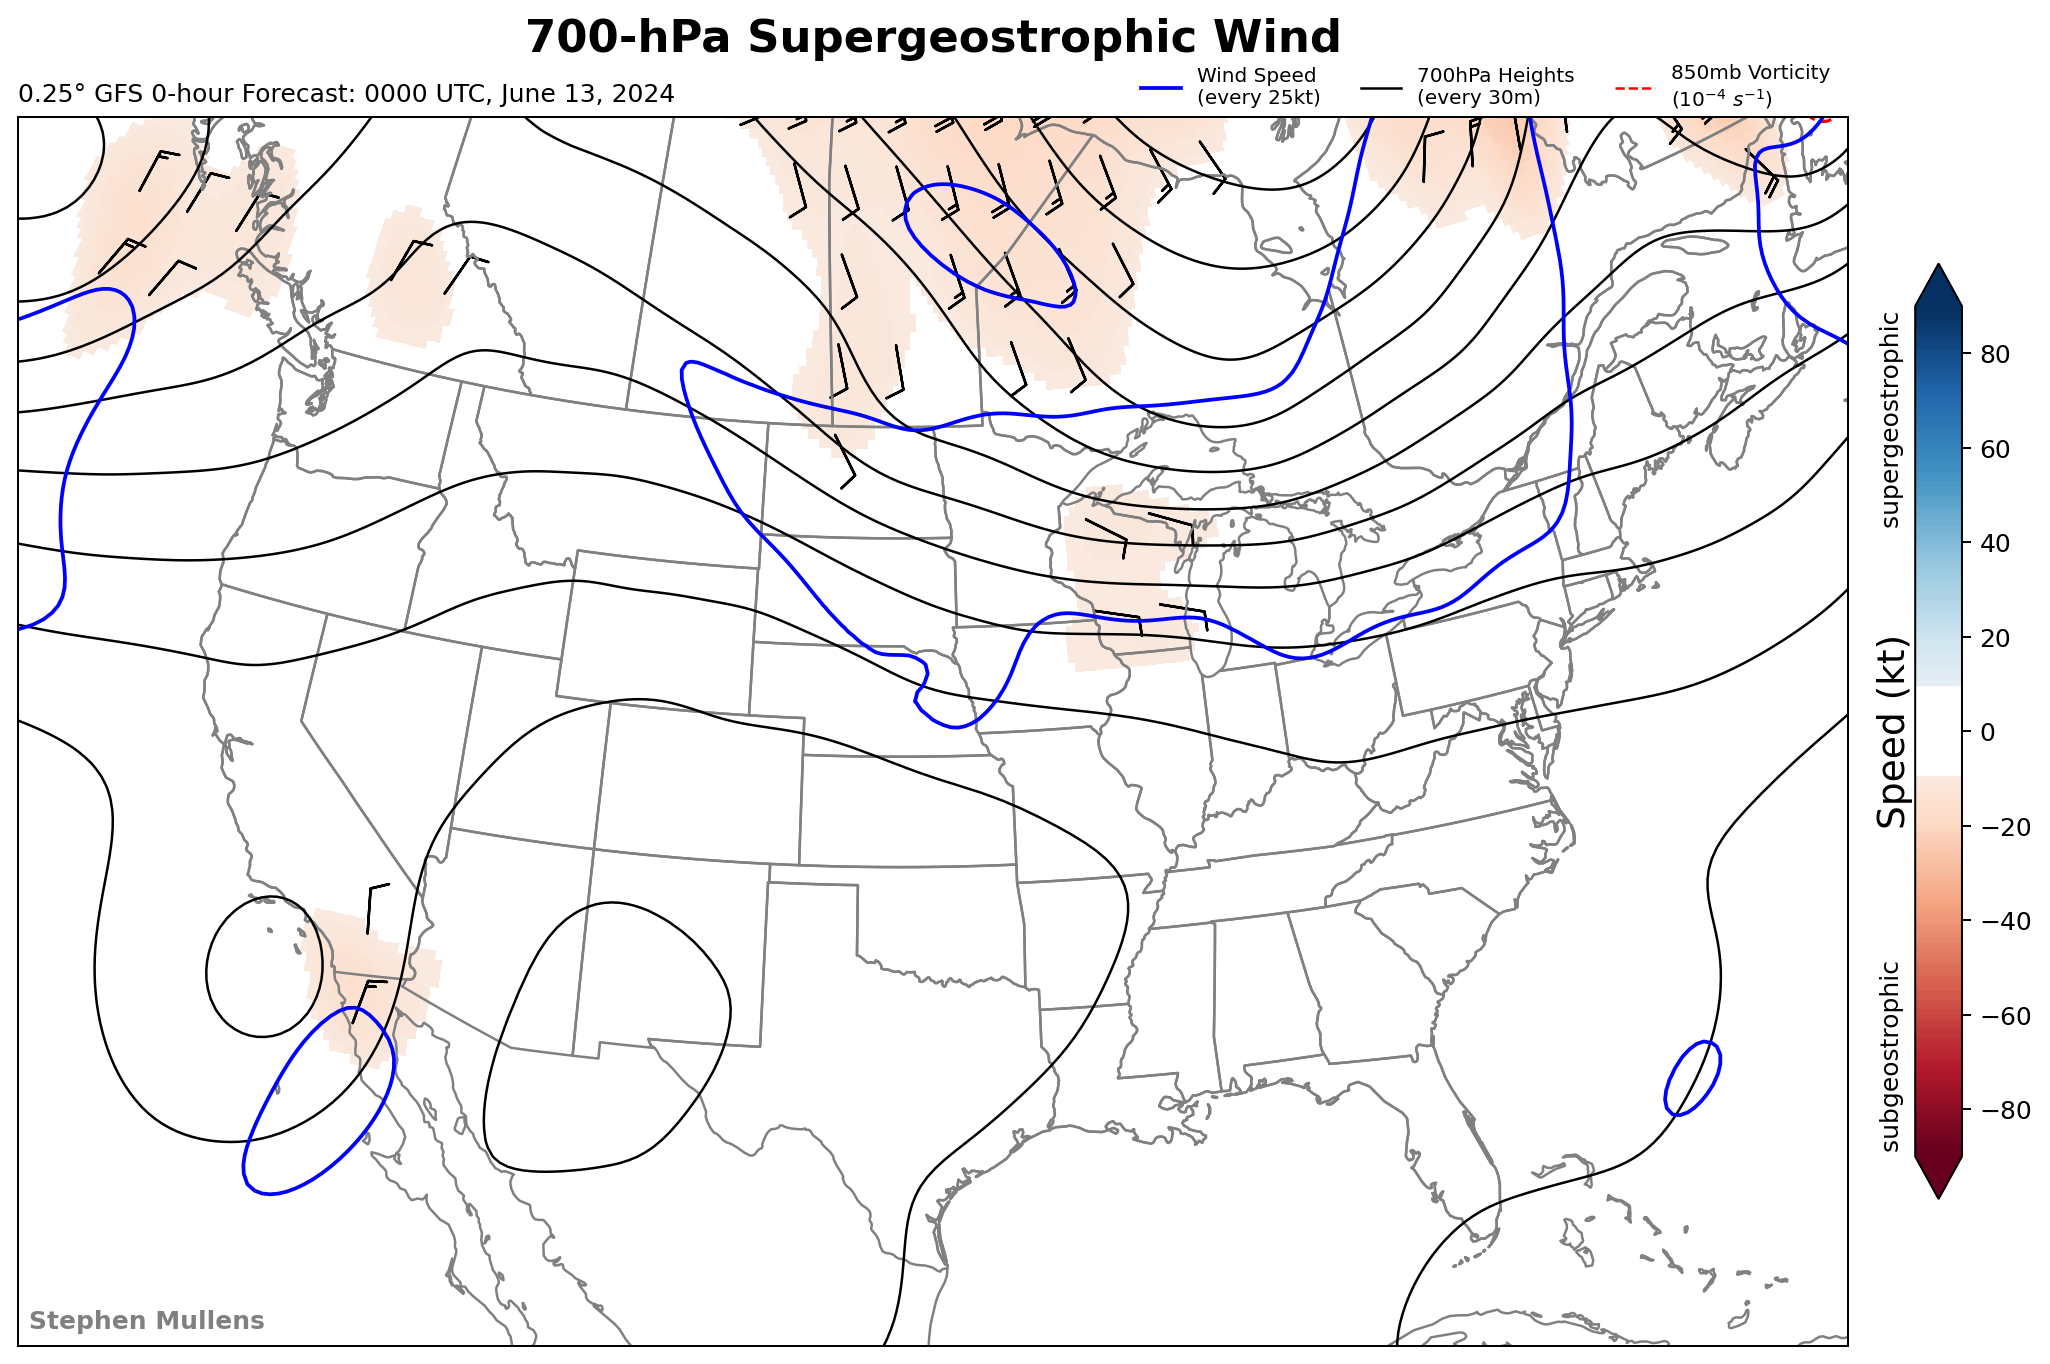 700-hPa Supergeostrophic Wind
0.25° GFS 0-hour Forecast: 0000 UTC, June 13, 2024
Wind Speed
(every 25kt)
700hPa Heights
(every 30m)
850mb Vorticity
(10⁻⁴ s⁻¹)
supergeostrophic
Speed (kt)
subgeostrophic
80
60
40
20
0
−20
−40
−60
−80
Stephen Mullens